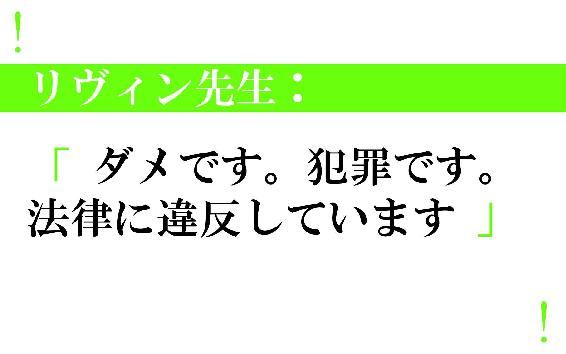 !
リヴィン先生：
「 ダメです。犯罪です。
法律に違反しています 」
!